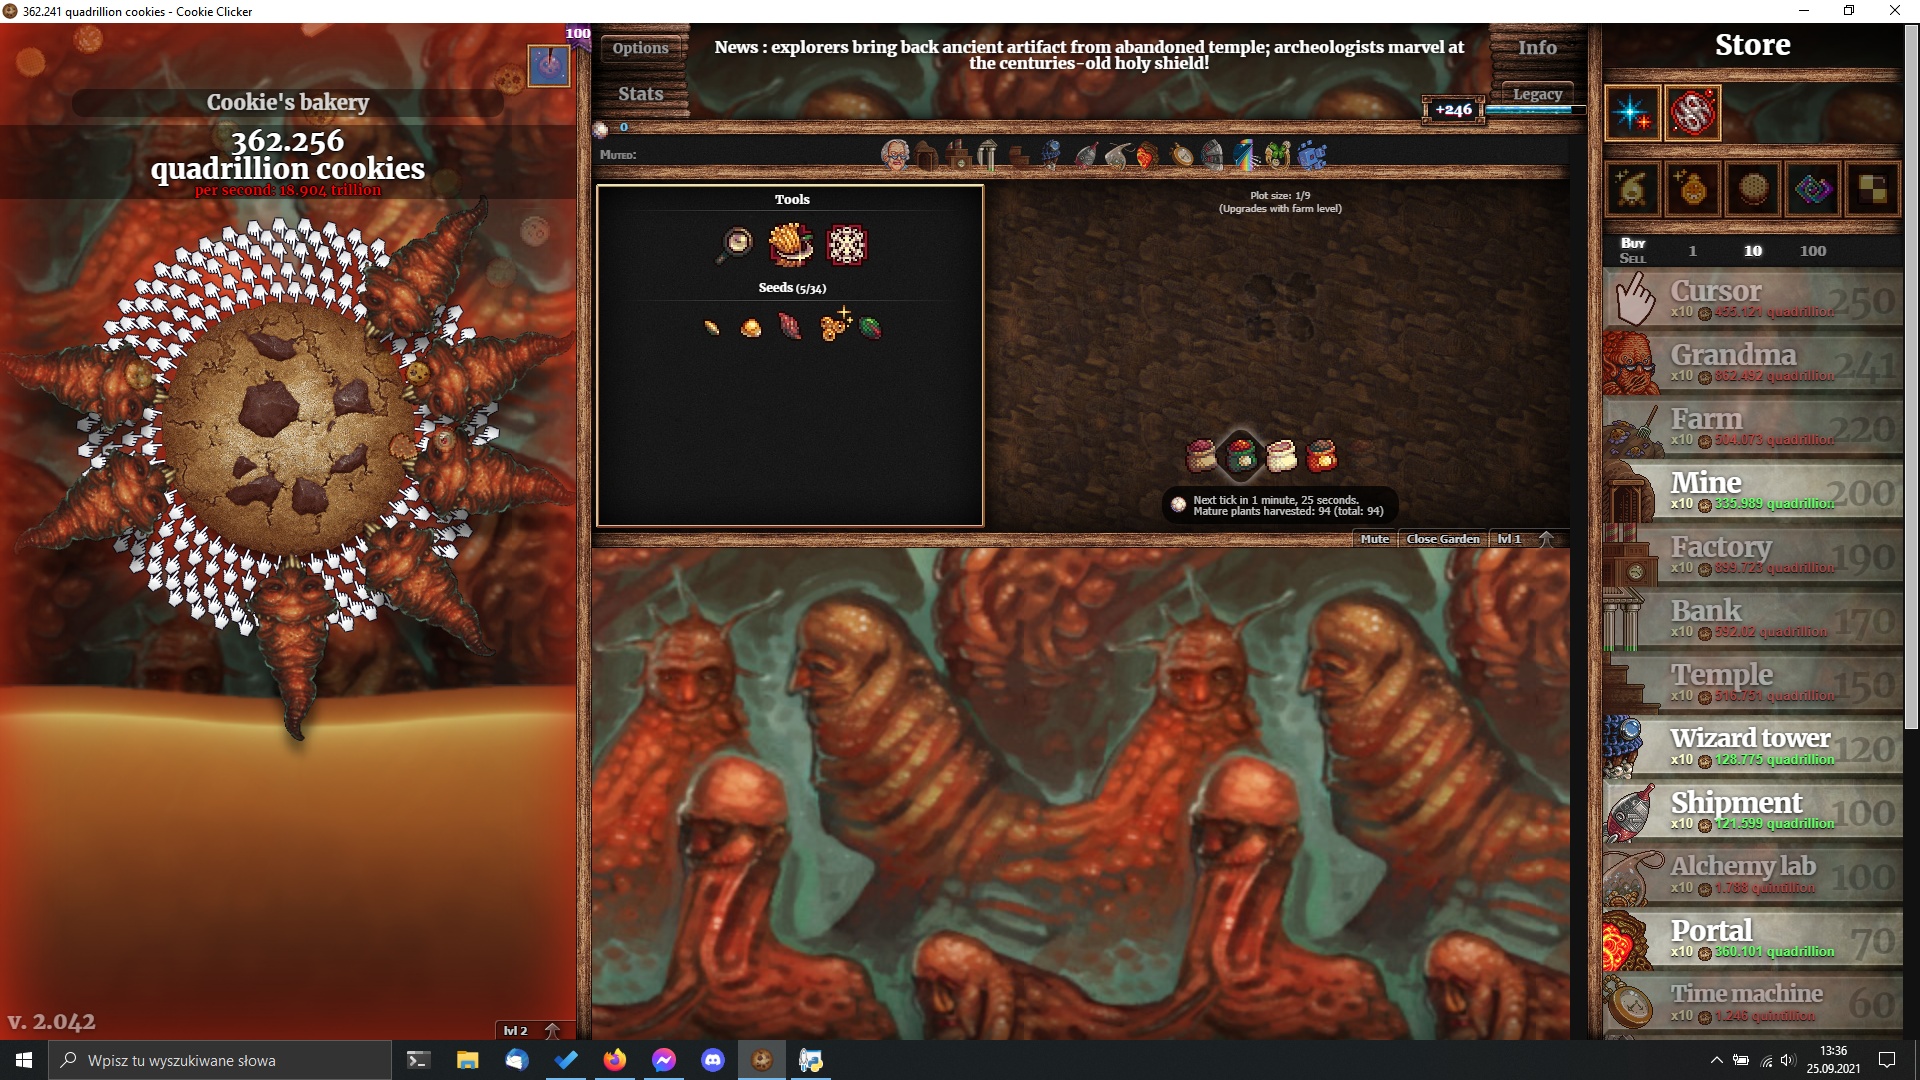 362.241 quadrillion cookies - Cookie Clicker
100
Cookie's bakery
362.256
quadrillion cookies
per second: 18.904 trillion
v. 2.042
lvl 2
Options
Stats
News : explorers bring back ancient artifact from abandoned temple; archeologists marvel at
the centuries-old holy shield!
Info
Legacy
+246
0
Muted:
Tools
Seeds (5/34)
Plot size: 1/9
(Upgrades with farm level)
Next tick in 1 minute, 25 seconds.
Mature plants harvested: 94 (total: 94)
Mute
Close Garden
lvl 1
Store
Buy
Sell
1
10
100
Cursor
x10 455.121 quadrillion
250
Grandma
x10 862.492 quadrillion
241
Farm
x10 504.073 quadrillion
220
Mine
x10 335.989 quadrillion
200
Factory
x10 899.723 quadrillion
190
Bank
x10 592.02 quadrillion
170
Temple
x10 516.751 quadrillion
150
Wizard tower
x10 128.775 quadrillion
120
Shipment
x10 121.599 quadrillion
100
Alchemy lab
x10 1.788 quintillion
100
Portal
x10 360.101 quadrillion
70
Time machine
x10 1.246 quintillion
60
Wpisz tu wyszukiwane słowa
13:36
25.09.2021